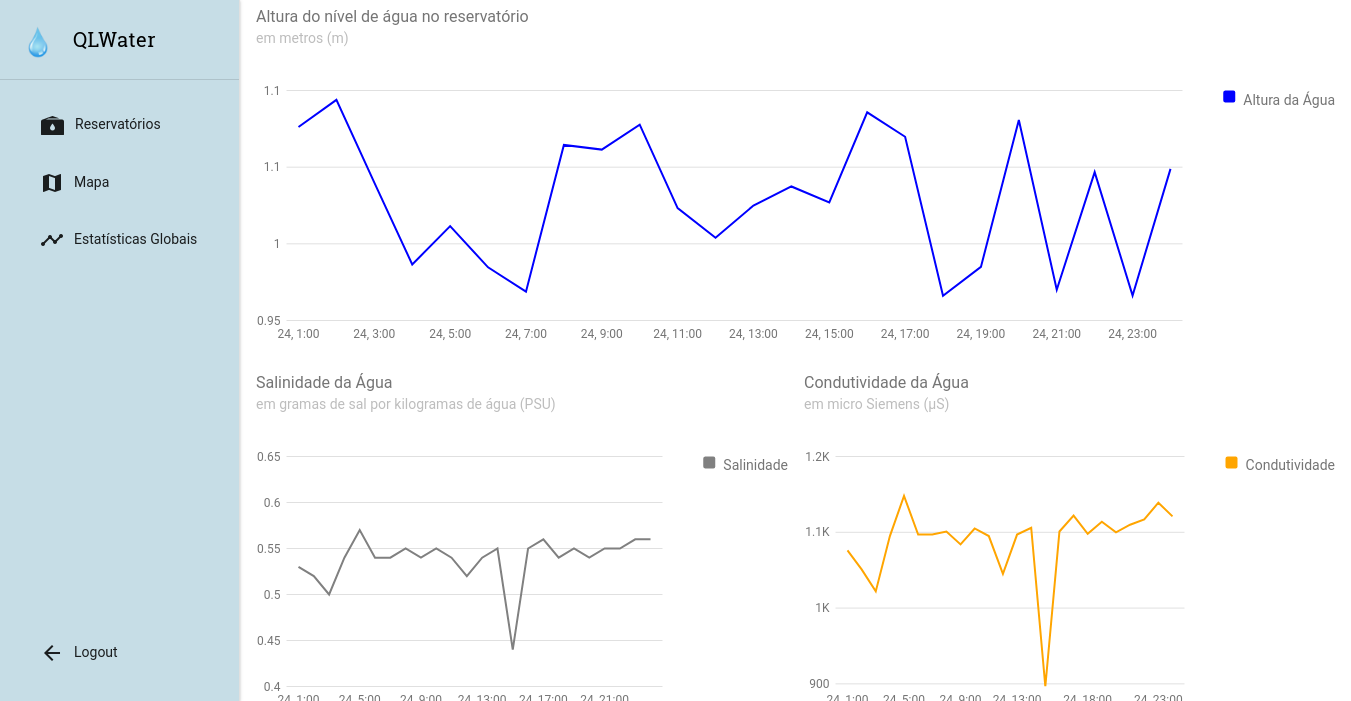 QLWater
Reservatórios
Mapa
Estatísticas Globais
Logout
Altura do nível de água no reservatório
em metros (m)
1.1
1.1
1
0.95
24, 1:00 24, 3:00 24, 5:00 24, 7:00 24, 9:00 24, 11:00 24, 13:00 24, 15:00 24, 17:00 24, 19:00 24, 21:00 24, 23:00
Altura da Água
Salinidade da Água
em gramas de sal por kilogramas de água (PSU)
0.65
0.6
0.55
0.5
0.45
0.4
24, 1:00 24, 5:00 24, 9:00 24, 13:00 24, 17:00 24, 21:00
Salinidade
Condutividade da Água
em micro Siemens (µS)
1.2K
1.1K
1K
900
24, 1:00 24, 5:00 24, 9:00 24, 13:00 24, 18:00 24, 23:00
Condutividade